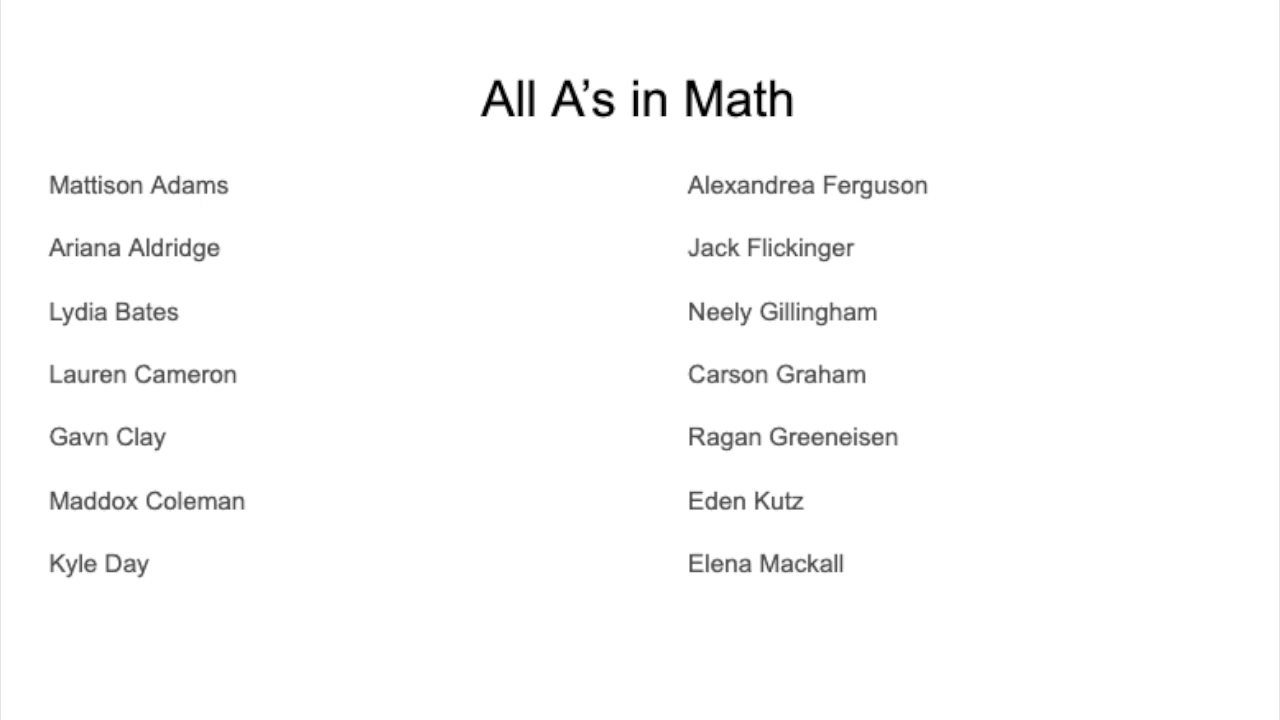 All A’s in Math
Mattison Adams
Ariana Aldridge
Lydia Bates
Lauren Cameron
Gavn Clay
Maddox Coleman
Kyle Day
Alexandrea Ferguson
Jack Flickinger
Neely Gillingham
Carson Graham
Ragan Greeneisen
Eden Kutz
Elena Mackall